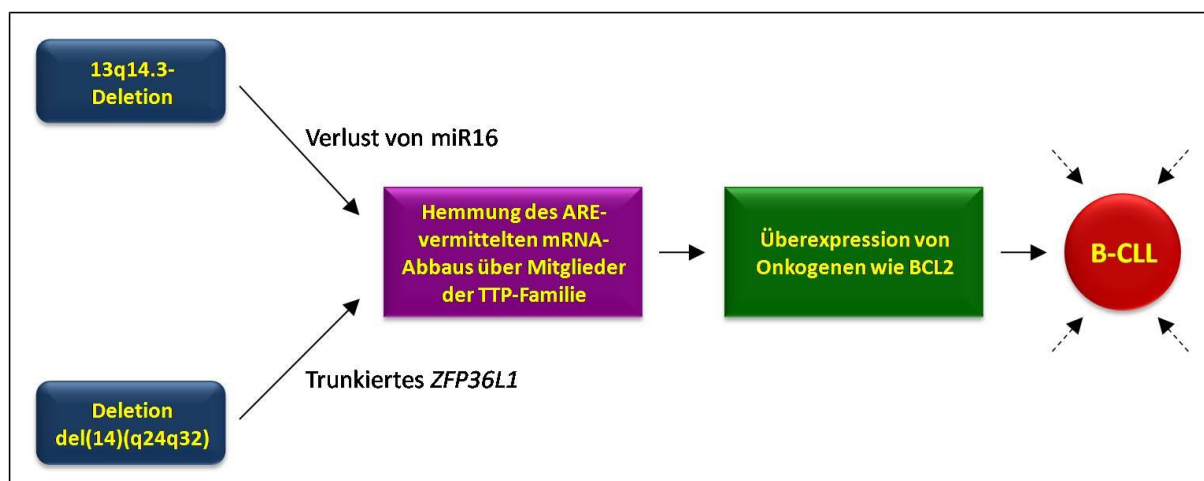 13q14.3-
Deletion
Verlust von miR16
Hemmung des ARE-
vermittelten mRNA-
Abbaus über Mitglieder
der TTP-Familie
Überexpression von
Onkogenen wie BCL2
B-CLL
Trunkiertes ZFP36L1
Deletion
del(14)(q24q32)